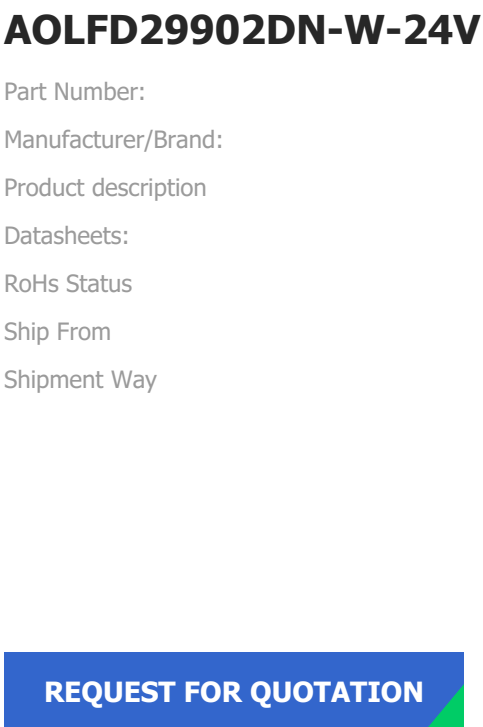 AOLFD29902DN-W-24V
Part Number:
Manufacturer/Brand:
Product description
Datasheets:
RoHs Status
Ship From
Shipment Way
REQUEST FOR QUOTATION